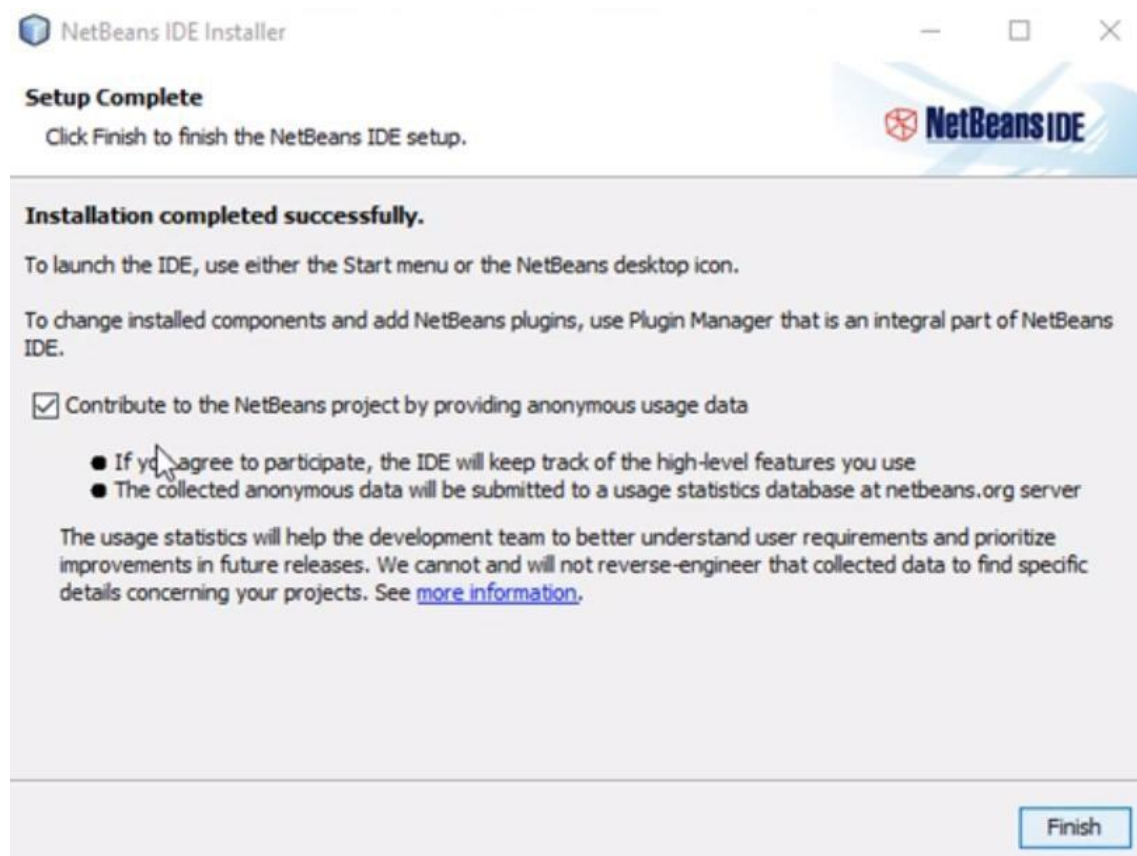 NetBeans IDE Installer
Setup Complete
Click Finish to finish the NetBeans IDE setup.
NetBeans IDE
Installation completed successfully.
To launch the IDE, use either the Start menu or the NetBeans desktop icon.
To change installed components and add NetBeans plugins, use Plugin Manager that is an integral part of NetBeans
IDE.
Contribute to the NetBeans project by providing anonymous usage data
● If you agree to participate, the IDE will keep track of the high-level features you use
● The collected anonymous data will be submitted to a usage statistics database at netbeans.org server
The usage statistics will help the development team to better understand user requirements and prioritize
improvements in future releases. We cannot and will not reverse-engineer that collected data to find specific
details concerning your projects. See more information.
Finish